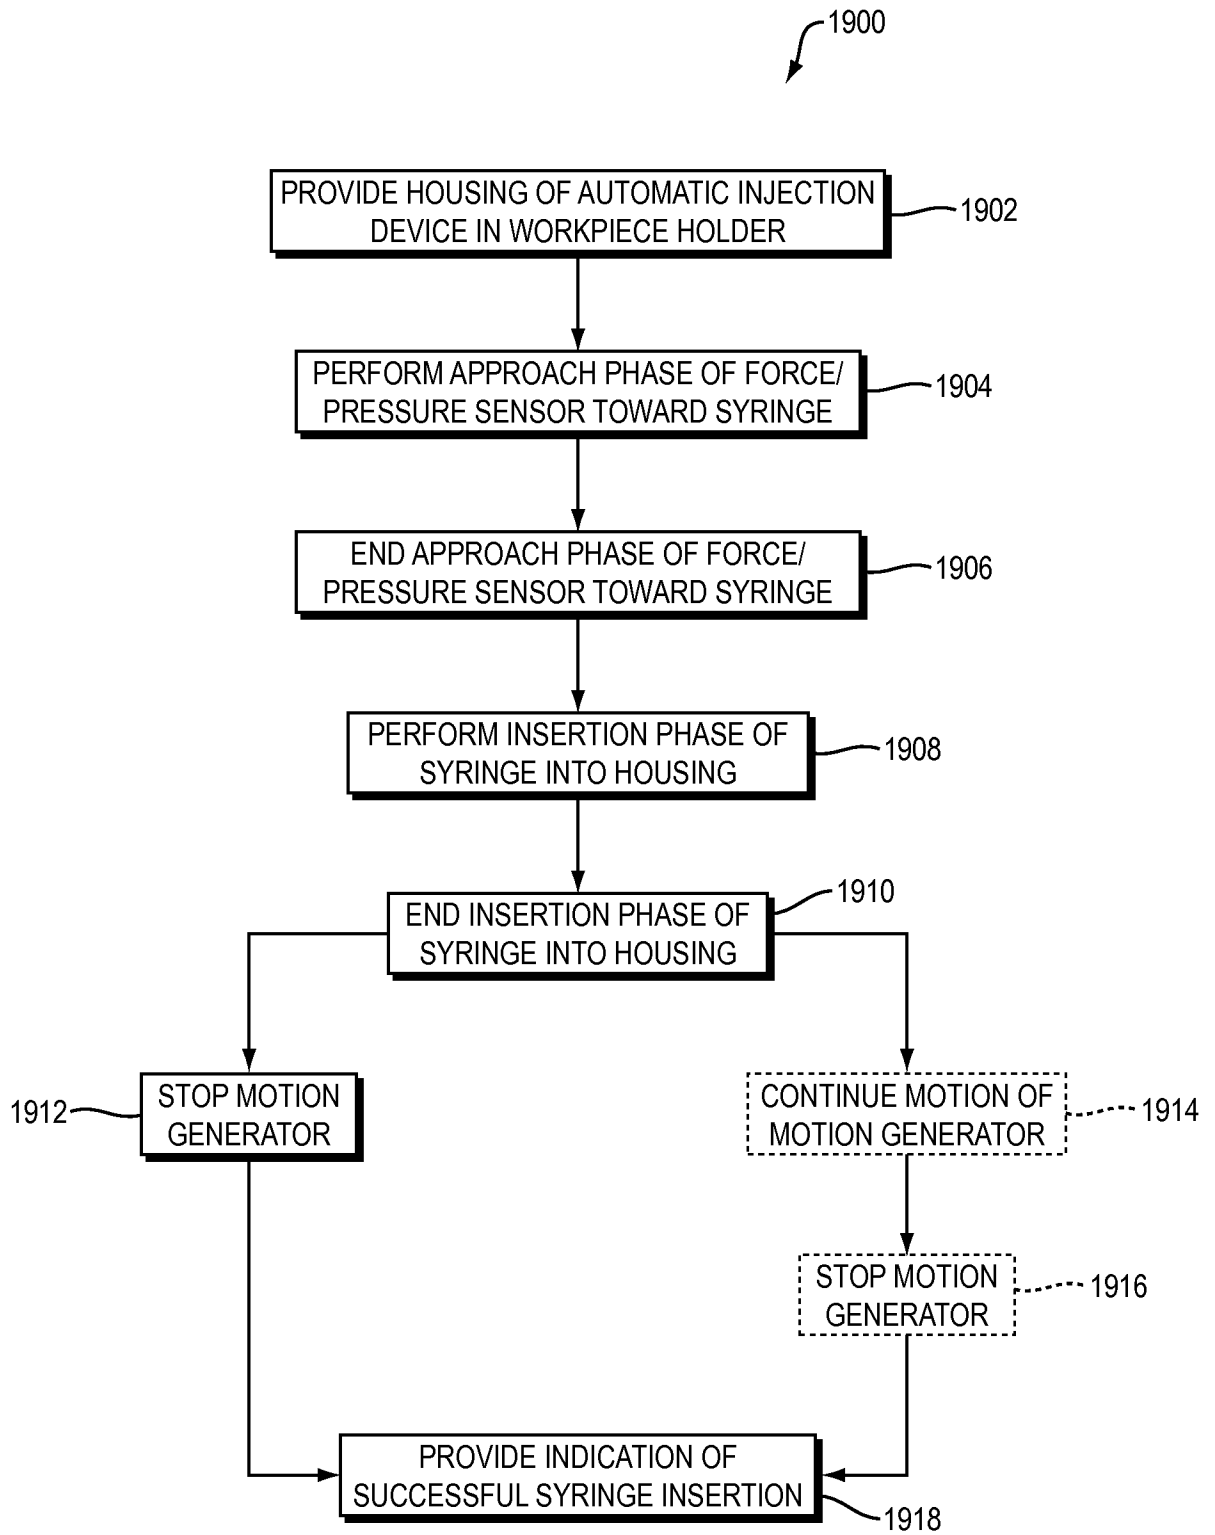 1900
PROVIDE HOUSING OF AUTOMATIC INJECTION
DEVICE IN WORKPIECE HOLDER
1902
PERFORM APPROACH PHASE OF FORCE/
PRESSURE SENSOR TOWARD SYRINGE
1904
END APPROACH PHASE OF FORCE/
PRESSURE SENSOR TOWARD SYRINGE
1906
PERFORM INSERTION PHASE OF
SYRINGE INTO HOUSING
1908
END INSERTION PHASE OF
SYRINGE INTO HOUSING
1910
STOP MOTION
GENERATOR
1912
CONTINUE MOTION OF
MOTION GENERATOR
1914
STOP MOTION
GENERATOR
1916
PROVIDE INDICATION OF
SUCCESSFUL SYRINGE INSERTION
1918